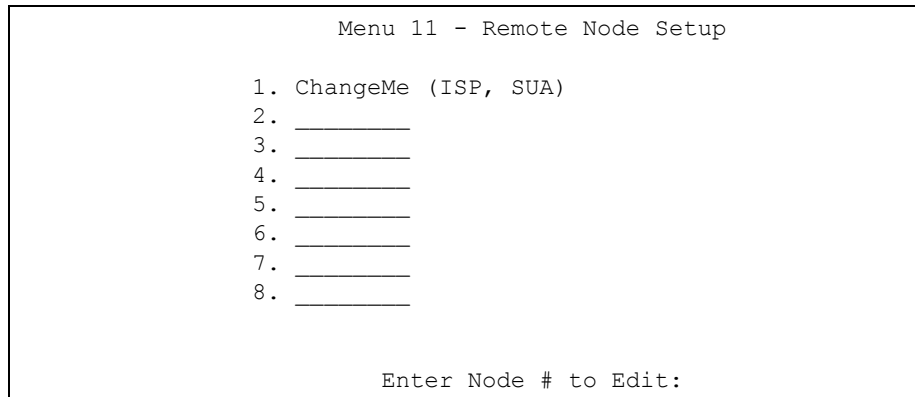 Menu 11 - Remote Node Setup
1. ChangeMe (ISP, SUA)
2. ________
3. ________
4. ________
5. ________
6. ________
7. ________
8. ________
Enter Node # to Edit: